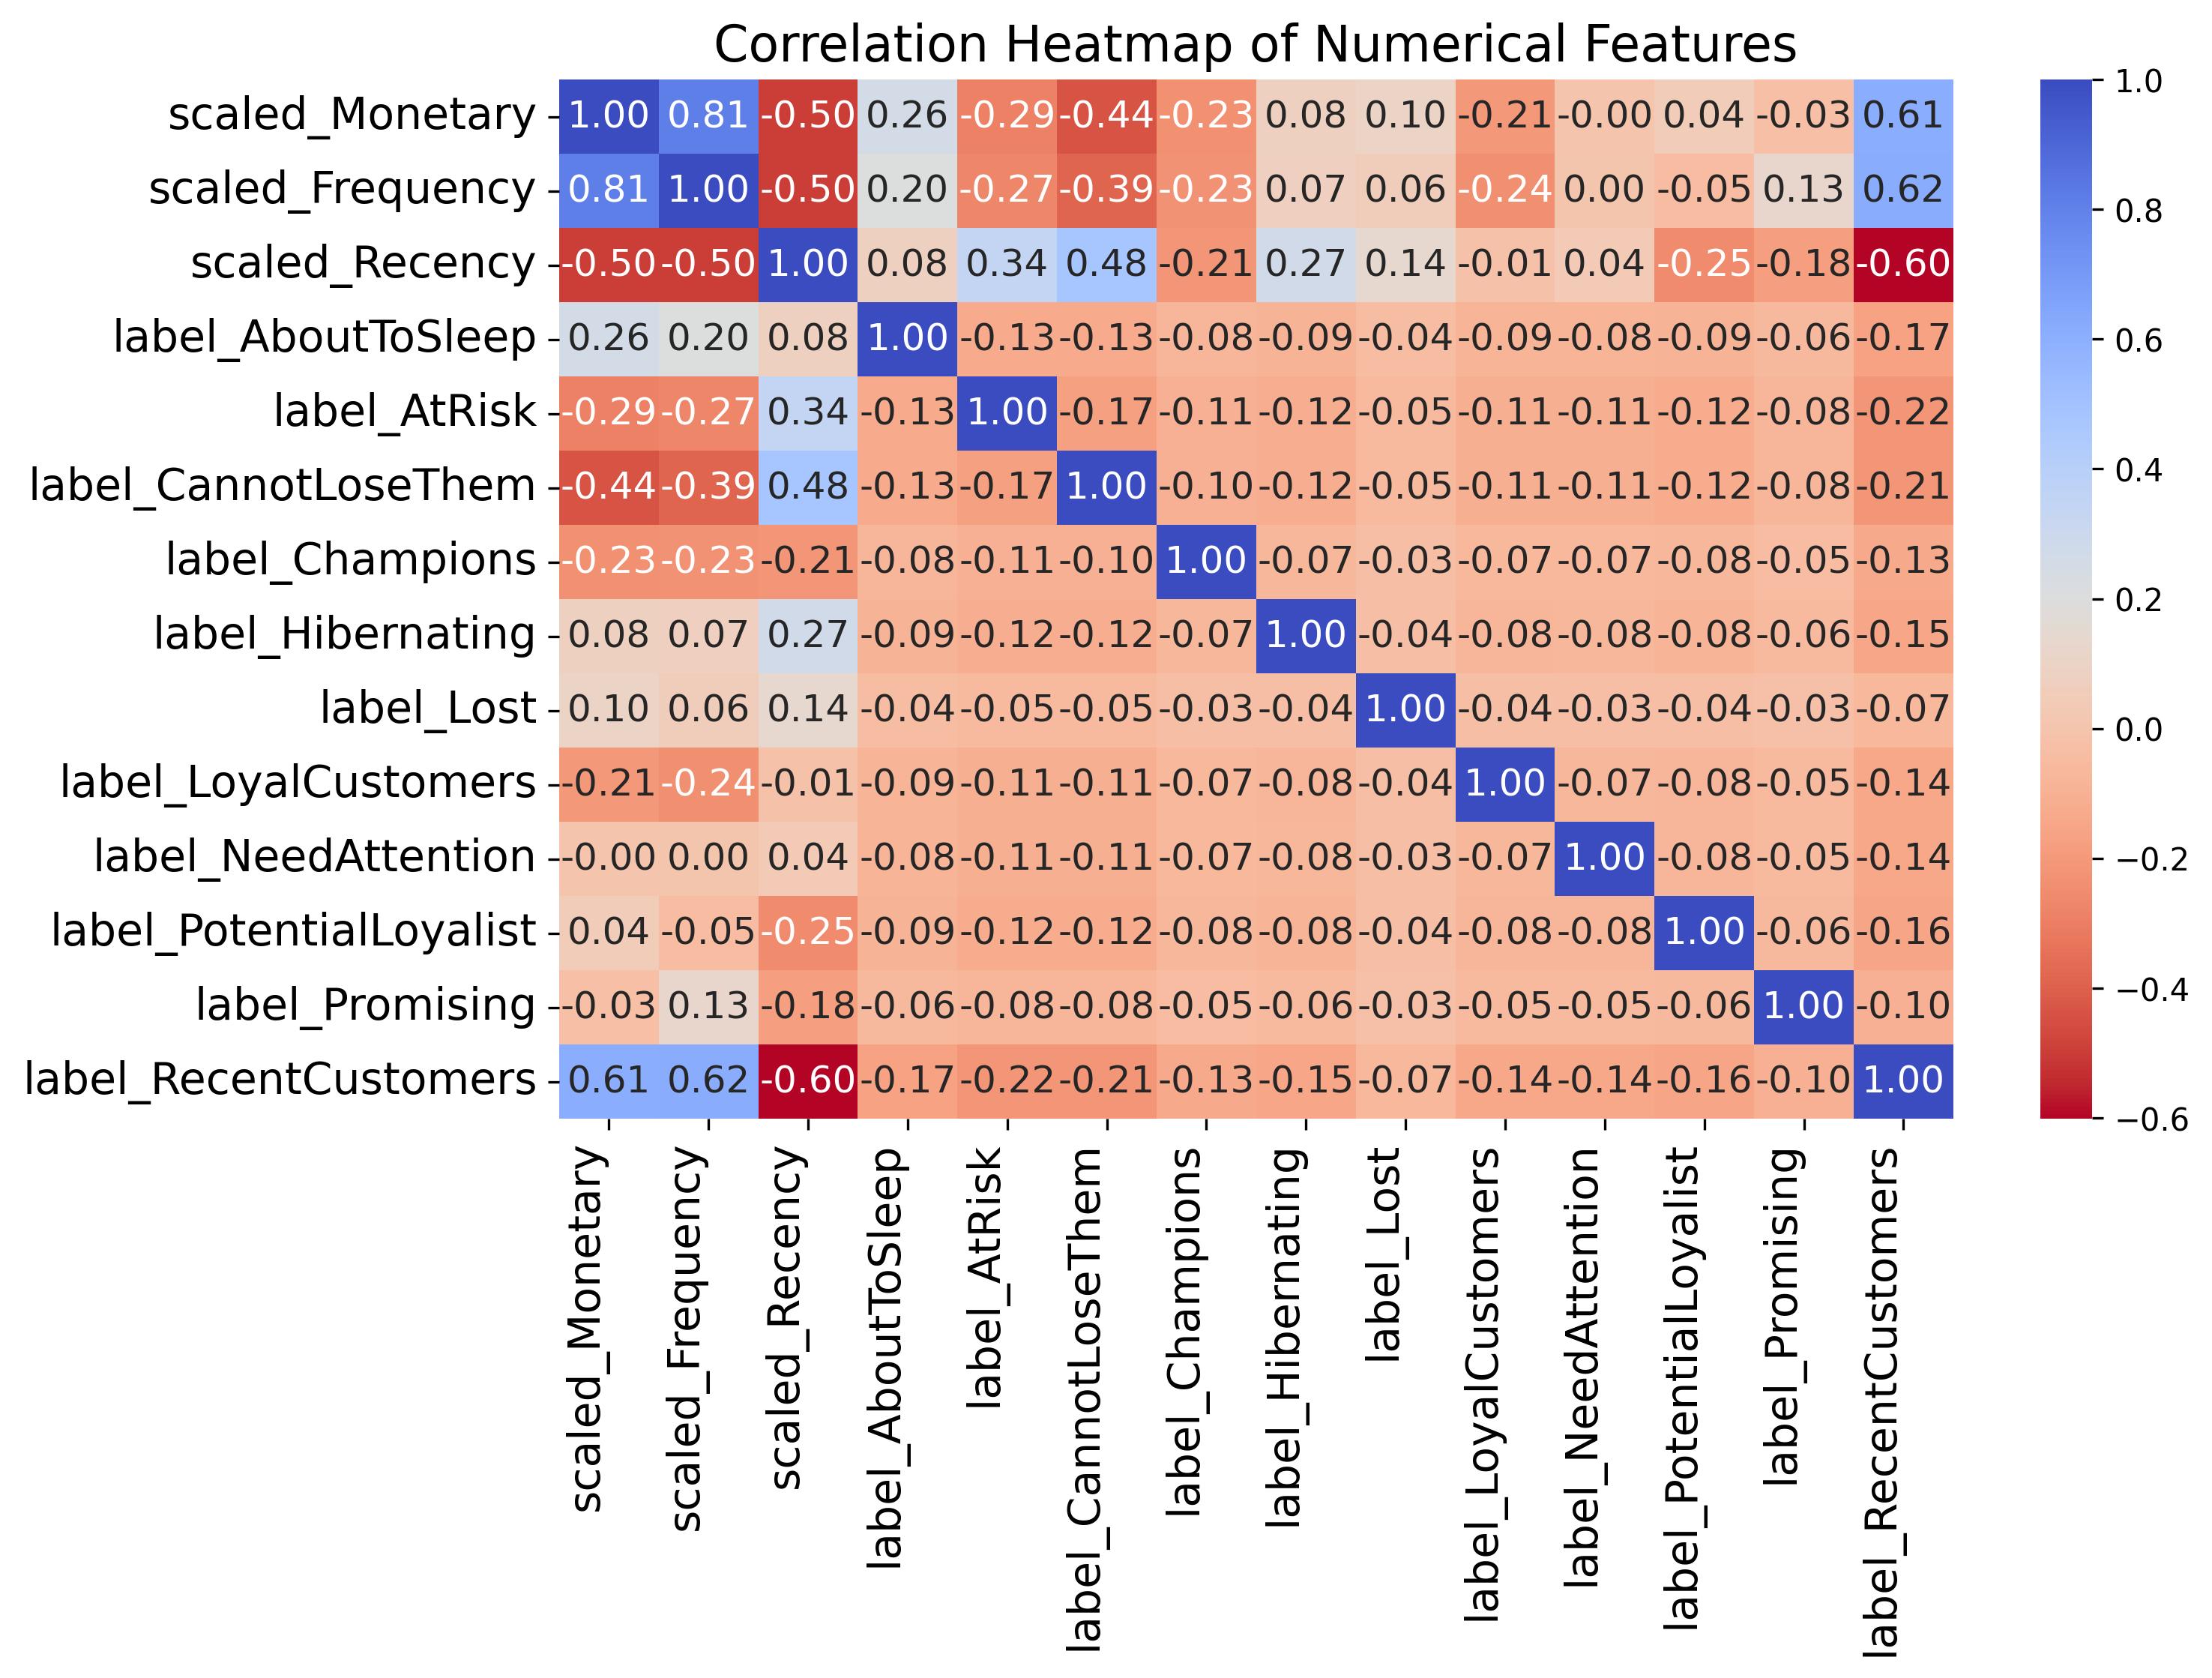 Correlation Heatmap of Numerical Features
scaled_Monetary 1.00 0.81 -0.50 0.26 -0.29 -0.44 -0.23 0.08 0.10 -0.21 -0.00 0.04 -0.03 0.61
scaled_Frequency 0.81 1.00 -0.50 0.20 -0.27 -0.39 -0.23 0.07 0.06 -0.24 0.00 -0.05 0.13 0.62
scaled_Recency -0.50 -0.50 1.00 0.08 0.34 0.48 -0.21 0.27 0.14 -0.01 0.04 -0.25 -0.18 -0.60
label_AboutToSleep 0.26 0.20 0.08 1.00 -0.13 -0.13 -0.08 -0.09 -0.04 -0.09 -0.08 -0.09 -0.06 -0.17
label_AtRisk -0.29 -0.27 0.34 -0.13 1.00 -0.17 -0.11 -0.12 -0.05 -0.11 -0.11 -0.12 -0.08 -0.22
label_CannotLoseThem -0.44 -0.39 0.48 -0.13 -0.17 1.00 -0.10 -0.12 -0.05 -0.11 -0.11 -0.12 -0.08 -0.21
label_Champions -0.23 -0.23 -0.21 -0.08 -0.11 -0.10 1.00 -0.07 -0.03 -0.07 -0.07 -0.08 -0.05 -0.13
label_Hibernating 0.08 0.07 0.27 -0.09 -0.12 -0.12 -0.07 1.00 -0.04 -0.08 -0.08 -0.08 -0.06 -0.15
label_Lost 0.10 0.06 0.14 -0.04 -0.05 -0.05 -0.03 -0.04 1.00 -0.04 -0.03 -0.04 -0.03 -0.07
label_LoyalCustomers -0.21 -0.24 -0.01 -0.09 -0.11 -0.11 -0.07 -0.08 -0.04 1.00 -0.07 -0.08 -0.05 -0.14
label_NeedAttention -0.00 0.00 0.04 -0.08 -0.11 -0.11 -0.07 -0.08 -0.03 -0.07 1.00 -0.08 -0.05 -0.14
label_PotentialLoyalist 0.04 -0.05 -0.25 -0.09 -0.12 -0.12 -0.08 -0.08 -0.04 -0.08 -0.08 1.00 -0.06 -0.16
label_Promising -0.03 0.13 -0.18 -0.06 -0.08 -0.08 -0.05 -0.06 -0.03 -0.05 -0.05 -0.06 1.00 -0.10
label_RecentCustomers 0.61 0.62 -0.60 -0.17 -0.22 -0.21 -0.13 -0.15 -0.07 -0.14 -0.14 -0.16 -0.10 1.00
scaled_Monetary
scaled_Frequency
scaled_Recency
label_AboutToSleep
label_AtRisk
label_CannotLoseThem
label_Champions
label_Hibernating
label_Lost
label_LoyalCustomers
label_NeedAttention
label_PotentialLoyalist
label_Promising
label_RecentCustomers
1.0
0.8
0.6
0.4
0.2
0.0
−0.2
−0.4
−0.6